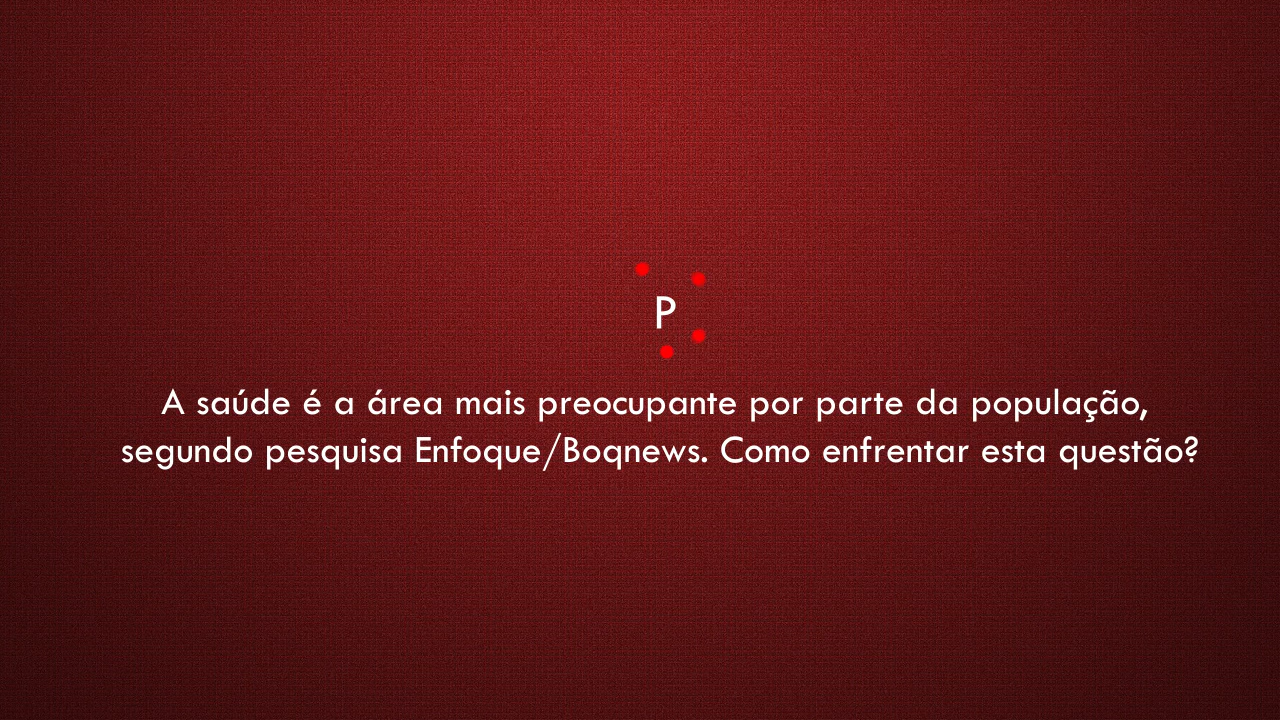 P
A saúde é a área mais preocupante por parte da população,
segundo pesquisa Enfoque/Boqnews. Como enfrentar esta questão?